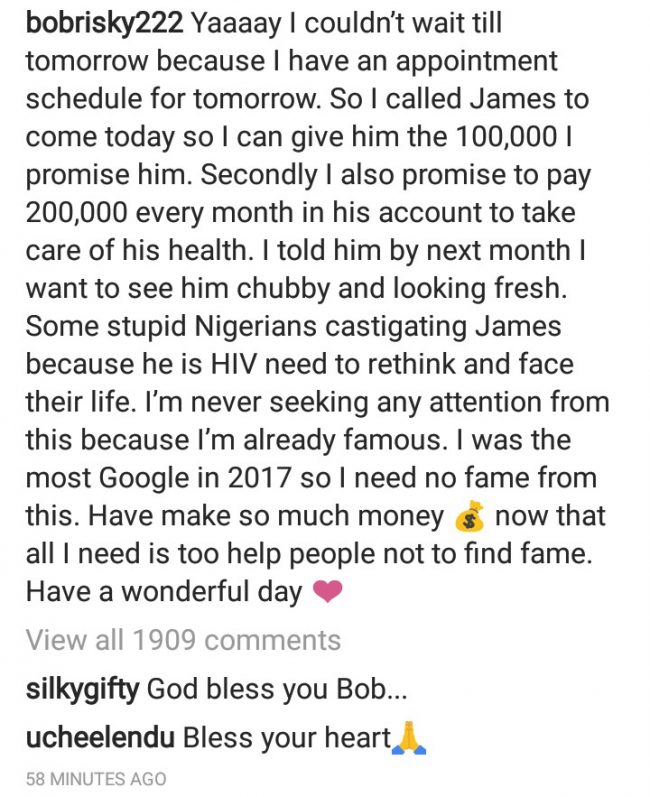 bobrisky222 Yaaaay I couldn't wait till
tomorrow because I have an appointment
schedule for tomorrow. So I called James to
come today so I can give him the 100,000 I
promise him. Secondly I also promise to pay
200,000 every month in his account to take
care of his health. I told him by next month I
want to see him chubby and looking fresh.
Some stupid Nigerians castigating James
because he is HIV need to rethink and face
their life. I'm never seeking any attention from
this because I'm already famous. I was the
most Google in 2017 so I need no fame from
this. Have make so much money 💰 now that
all I need is too help people not to find fame.
Have a wonderful day ❤
View all 1909 comments
silkygifty God bless you Bob...
ucheelendu Bless your heart🙏
58 MINUTES AGO